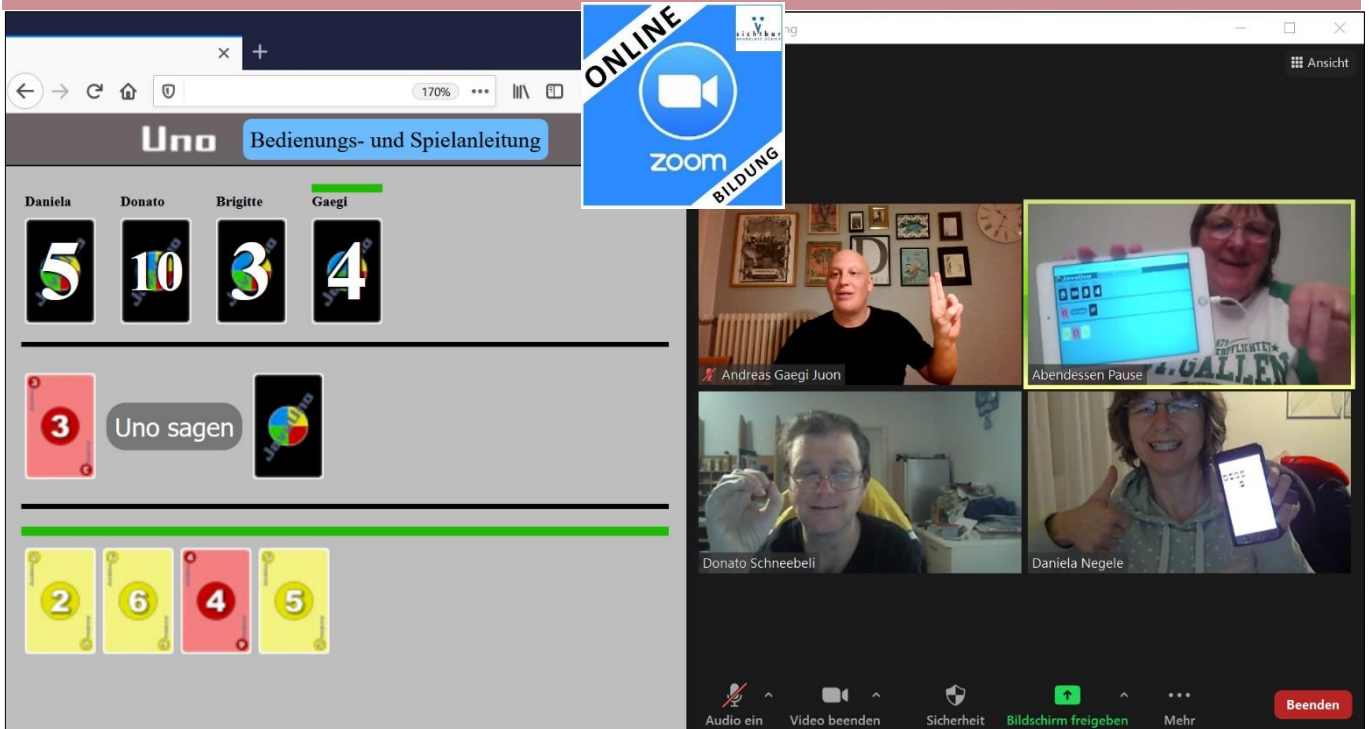 ONLINE
sichtbar
zoom
BILDUNG
170%
Uno
Bedienungs- und Spielanleitung
Daniela Donato Brigitte Gaegi
5 10 3 4
3
Uno sagen
2 6 4 5
Ansicht
Andreas Gaegi Juon
Abendessen Pause
GALLEN
Donato Schneebeli
Daniela Negele
Audio ein
Video beenden
Sicherheit
Bildschirm freigeben
Mehr
Beenden